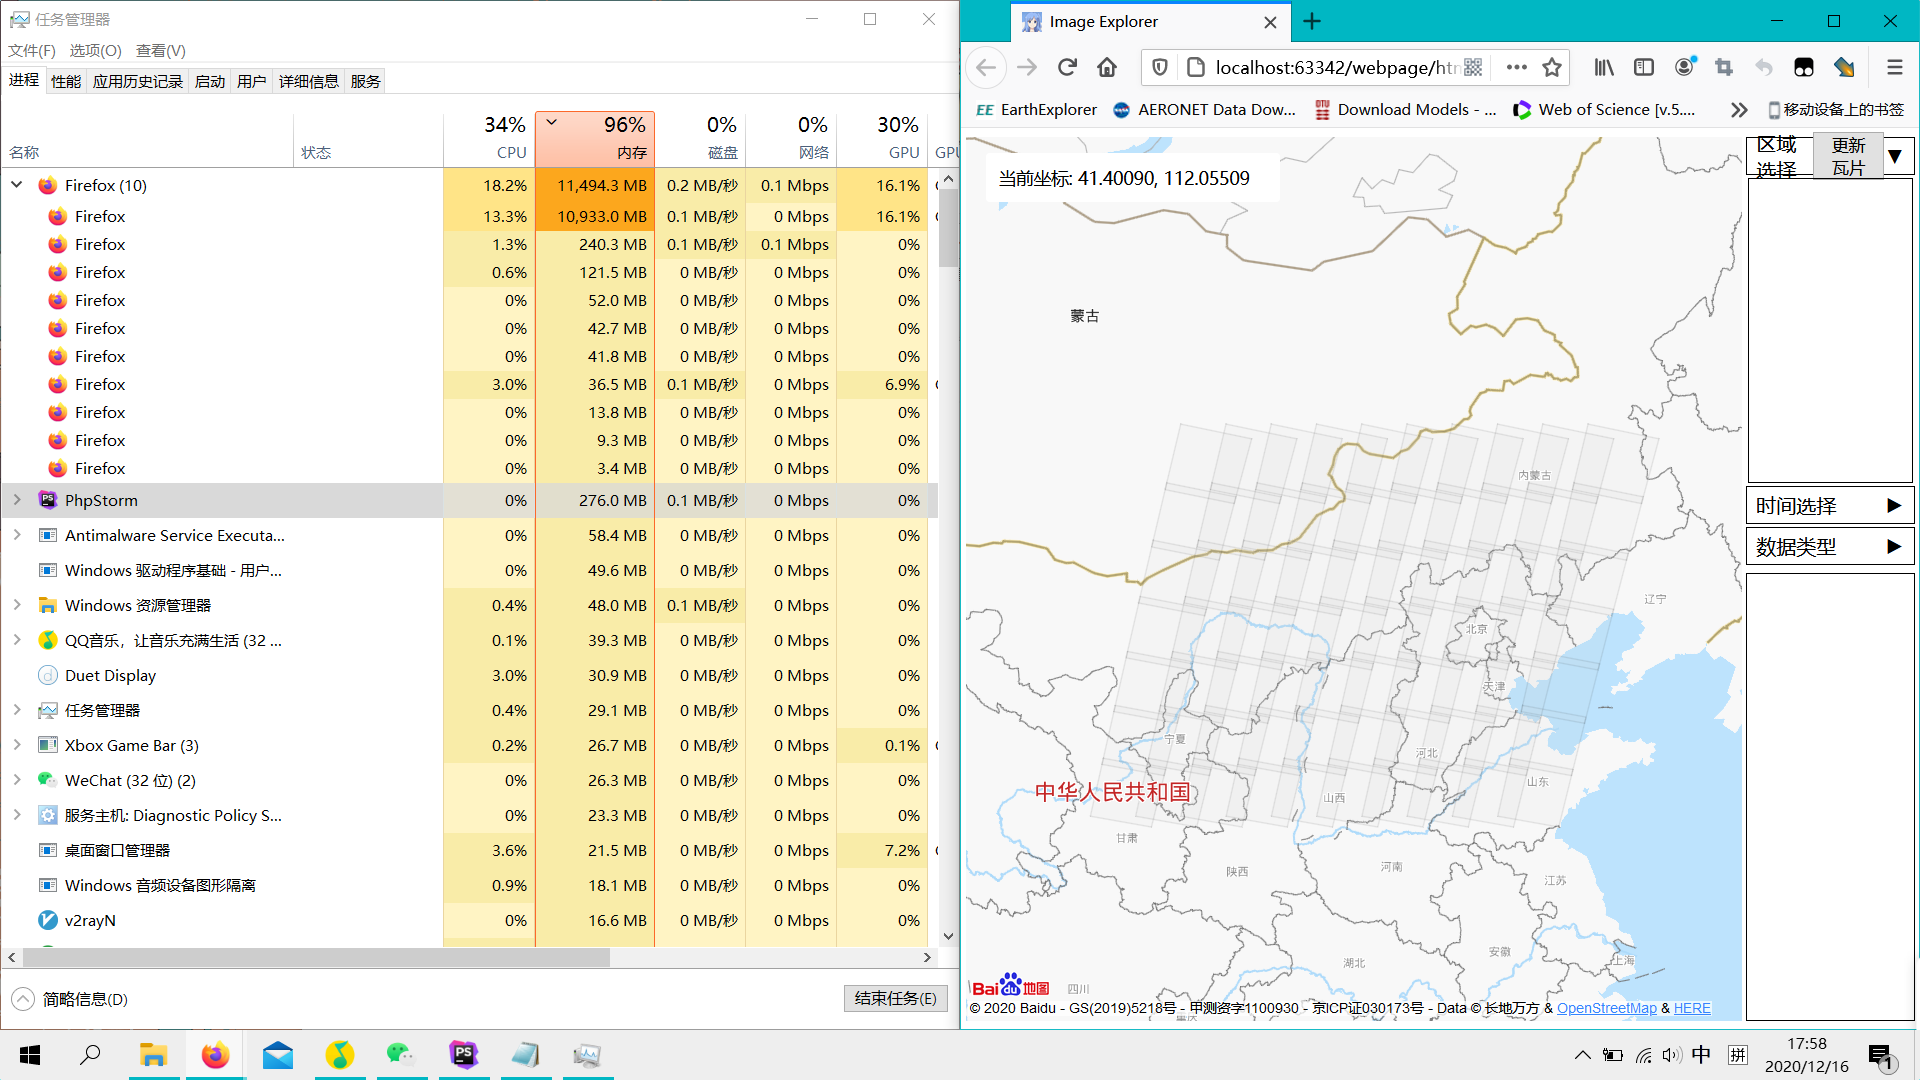 任务管理器
文件(F) 选项(O) 查看(V)
进程 性能 应用历史记录 启动 用户 详细信息 服务
34% 96% 0% 0% 30%
名称 状态 CPU 内存 磁盘 网络 GPU GPU
Firefox (10) 18.2% 11,494.3 MB 0.2 MB/秒 0.1 Mbps 16.1%
Firefox 13.3% 10,933.0 MB 0.1 MB/秒 0 Mbps 16.1%
Firefox 1.3% 240.3 MB 0.1 MB/秒 0.1 Mbps 0%
Firefox 0.6% 121.5 MB 0 MB/秒 0 Mbps 0%
Firefox 0% 52.0 MB 0 MB/秒 0 Mbps 0%
Firefox 0% 42.7 MB 0 MB/秒 0 Mbps 0%
Firefox 0% 41.8 MB 0 MB/秒 0 Mbps 0%
Firefox 3.0% 36.5 MB 0.1 MB/秒 0 Mbps 6.9%
Firefox 0% 13.8 MB 0 MB/秒 0 Mbps 0%
Firefox 0% 9.3 MB 0 MB/秒 0 Mbps 0%
Firefox 0% 3.4 MB 0 MB/秒 0 Mbps 0%
PhpStorm 0% 276.0 MB 0.1 MB/秒 0 Mbps 0%
Antimalware Service Executa... 0% 58.4 MB 0 MB/秒 0 Mbps 0%
Windows 驱动程序基础 - 用户... 0% 49.6 MB 0 MB/秒 0 Mbps 0%
Windows 资源管理器 0.4% 48.0 MB 0.1 MB/秒 0 Mbps 0%
QQ音乐，让音乐充满生活 (32 ... 0.1% 39.3 MB 0 MB/秒 0 Mbps 0%
Duet Display 3.0% 30.9 MB 0 MB/秒 0 Mbps 0%
任务管理器 0.4% 29.1 MB 0 MB/秒 0 Mbps 0%
Xbox Game Bar (3) 0.2% 26.7 MB 0 MB/秒 0 Mbps 0.1%
WeChat (32 位) (2) 0% 26.3 MB 0 MB/秒 0 Mbps 0%
服务主机: Diagnostic Policy S... 0% 23.3 MB 0 MB/秒 0 Mbps 0%
桌面窗口管理器 3.6% 21.5 MB 0 MB/秒 0 Mbps 7.2%
Windows 音频设备图形隔离 0.9% 18.1 MB 0 MB/秒 0 Mbps 0%
v2rayN 0% 16.6 MB 0 MB/秒 0 Mbps 0%
简略信息(D) 结束任务(E)
Image Explorer
localhost:63342/webpage/htm
EE EarthExplorer AERONET Data Dow... DTU Download Models - ... Web of Science [v.5.... 移动设备上的书签
当前坐标: 41.40090, 112.05509
区域选择 更新瓦片 ▼
时间选择 ▶
数据类型 ▶
蒙古
内蒙古
辽宁
北京
天津
宁夏
河北
山东
中华人民共和国
山西
甘肃
河南
陕西
江苏
安徽
上海
湖北
四川
重庆
Baidu地图
© 2020 Baidu - GS(2019)5218号 - 甲测资字1100930 - 京ICP证030173号 - Data © 长地万方 & OpenStreetMap & HERE
PS
中 拼
17:58
2020/12/16
1